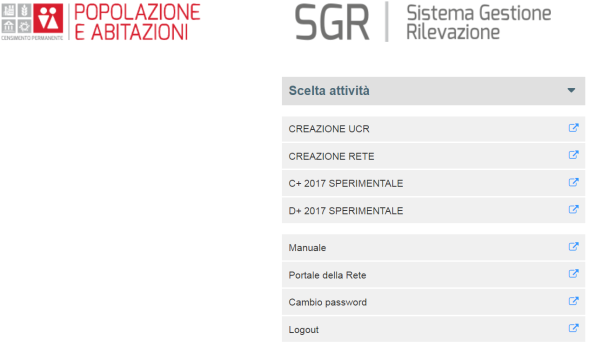 POPOLAZIONE
E ABITAZIONI
CENSIMENTO PERMANENTE
SGR
Sistema Gestione
Rilevazione
Scelta attività
CREAZIONE UCR
CREAZIONE RETE
C+ 2017 SPERIMENTALE
D+ 2017 SPERIMENTALE
Manuale
Portale della Rete
Cambio password
Logout